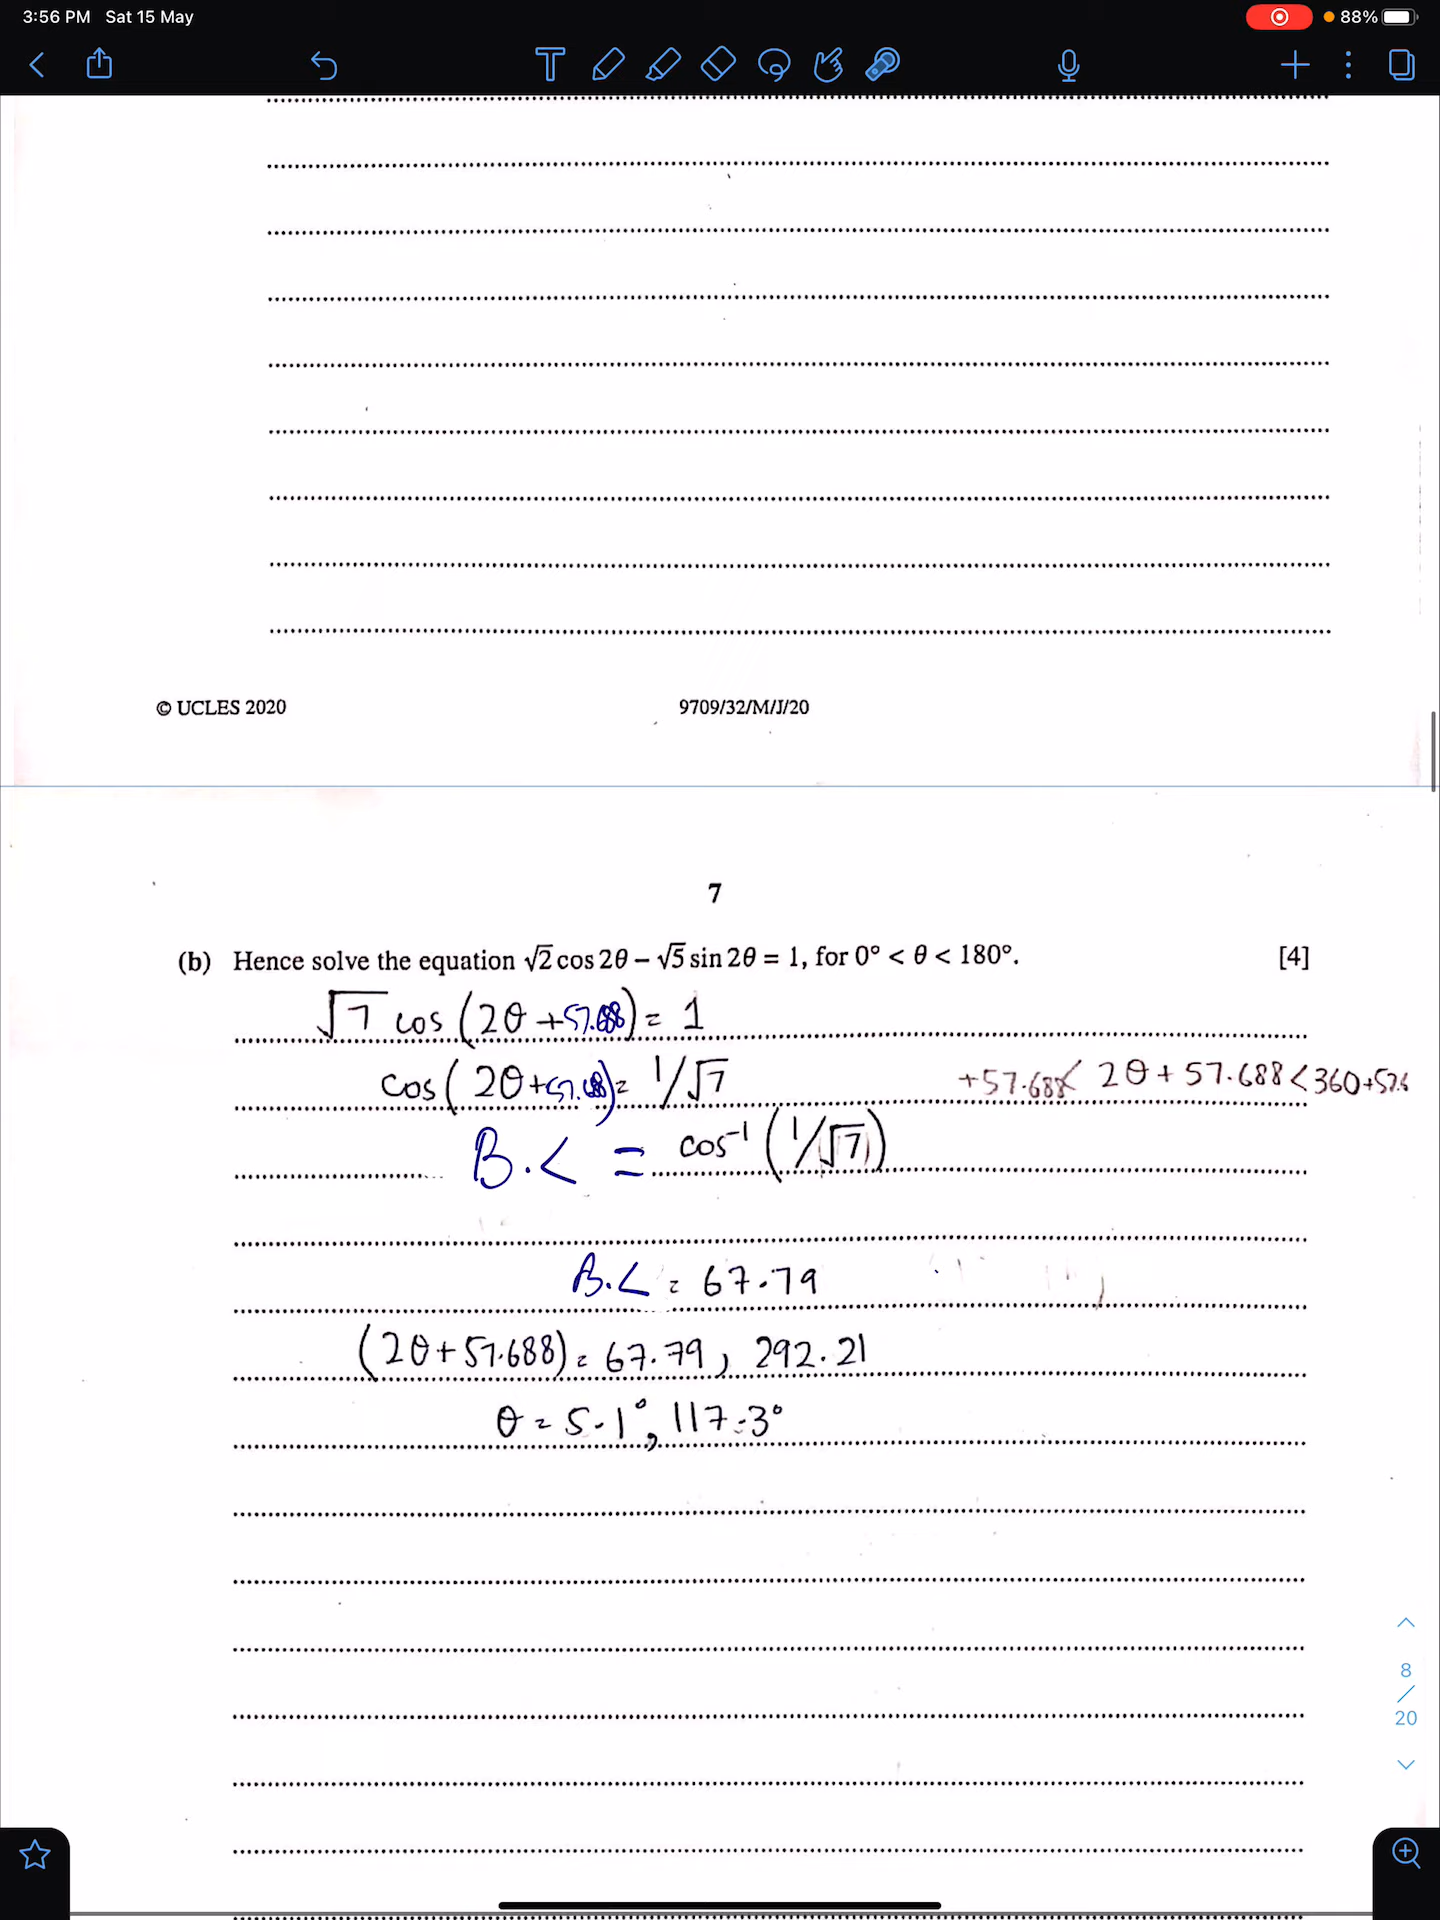 3:56 PM Sat 15 May
88%
© UCLES 2020
9709/32/M/J/20
7
(b) Hence solve the equation √2 cos 2θ − √5 sin 2θ = 1, for 0° < θ < 180°. [4]
√7 cos (2θ + 57.688) = 1
cos (2θ + 57.688) = 1/√7
+57.688 < 2θ + 57.688 < 360 + 57.6
B.< = cos⁻¹ (1/√7)
B.< = 67.79
(2θ + 57.688) = 67.79, 292.21
θ = 5.1°, 117.3°
8
/
20